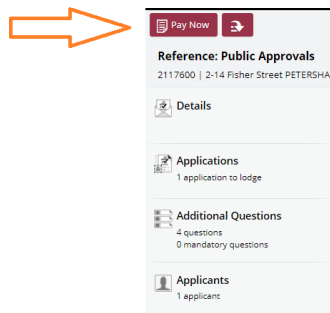 Pay Now
Reference: Public Approvals
2117600 | 2-14 Fisher Street PETERSHA
Details
Applications
1 application to lodge
Additional Questions
4 questions
0 mandatory questions
Applicants
1 applicant